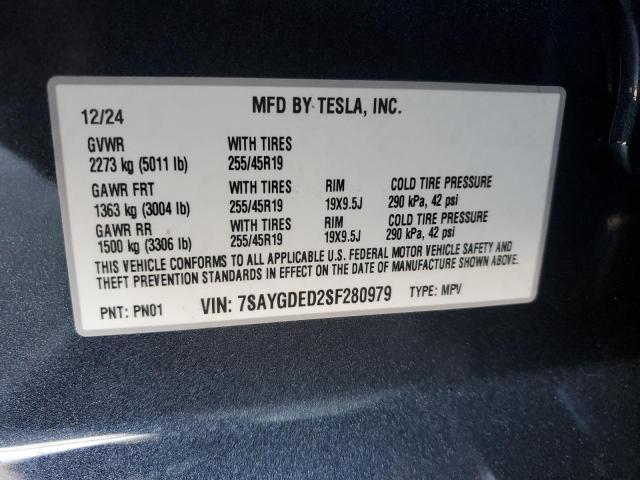 12/24 MFD BY TESLA, INC.
GVWR WITH TIRES
2273 kg (5011 lb) 255/45R19
GAWR FRT WITH TIRES RIM COLD TIRE PRESSURE
1363 kg (3004 lb) 255/45R19 19X9.5J 290 kPa, 42 psi
GAWR RR WITH TIRES RIM COLD TIRE PRESSURE
1500 kg (3306 lb) 255/45R19 19X9.5J 290 kPa, 42 psi
THIS VEHICLE CONFORMS TO ALL APPLICABLE U.S. FEDERAL MOTOR VEHICLE SAFETY AND
THEFT PREVENTION STANDARDS IN EFFECT ON THE DATE OF MANUFACTURE SHOWN ABOVE.
PNT: PN01 VIN: 7SAYGDED2SF280979 TYPE: MPV